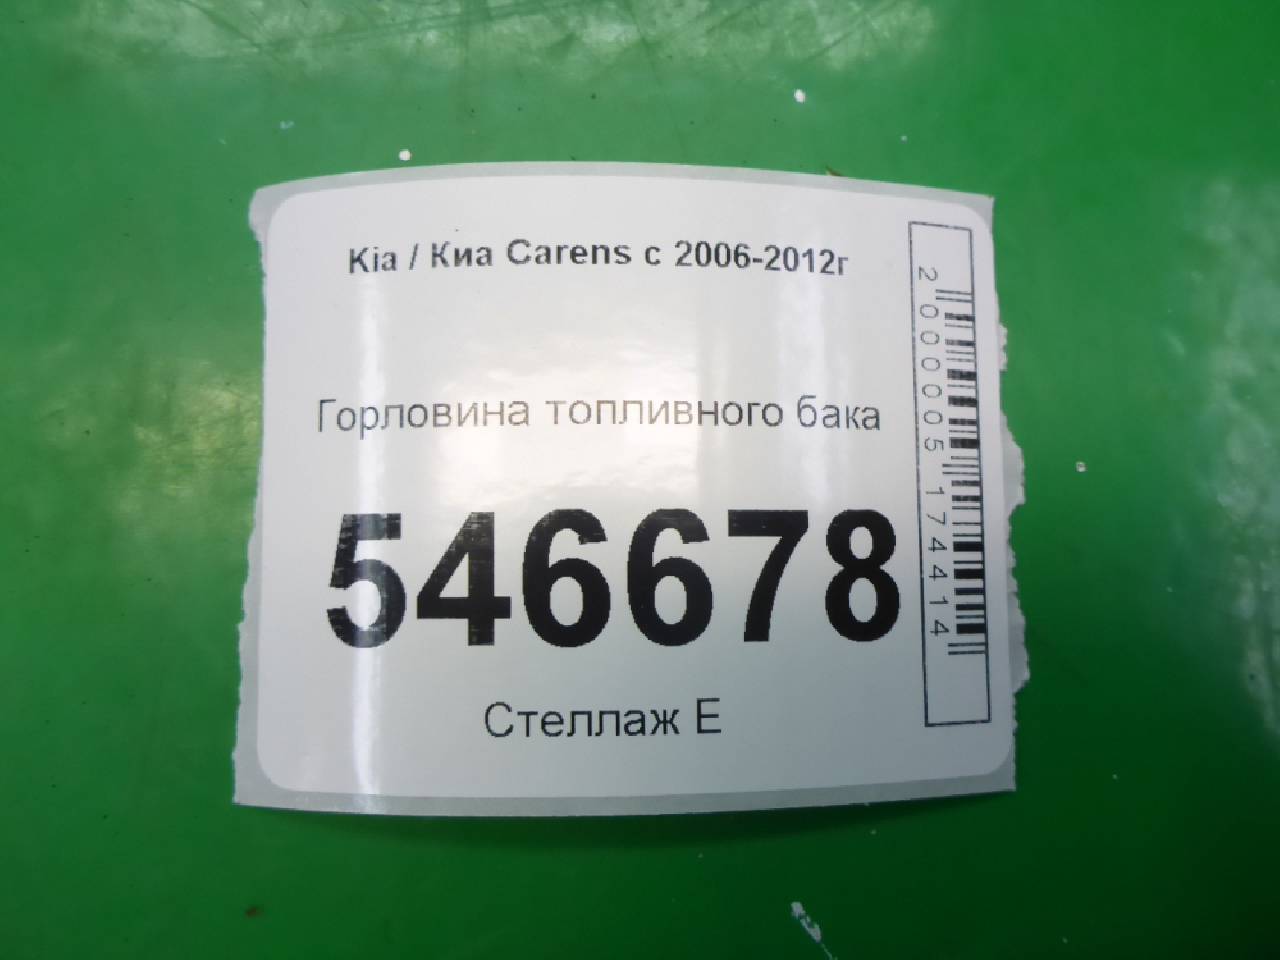 Kia / Киа Carens с 2006-2012г
Горловина топливного бака
546678
Стеллаж Е
2000005174414